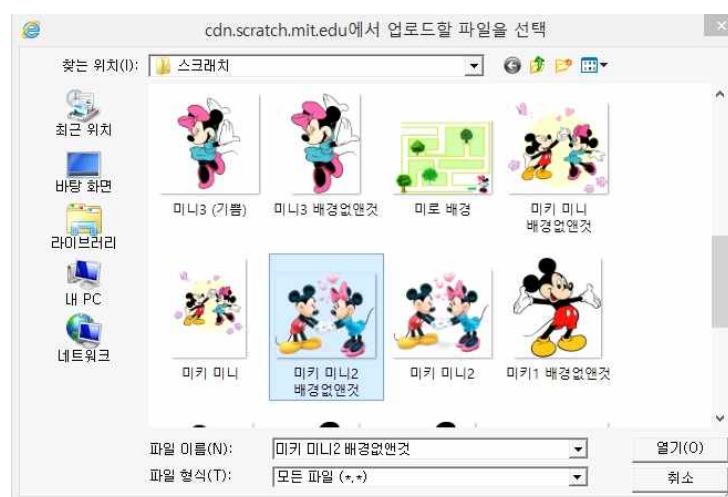 cdn.scratch.mit.edu에서 업로드할 파일을 선택
찾는 위치(I):
스크래치
최근 위치
바탕 화면
라이브러리
내 PC
네트워크
미니3 (기쁨)
미니3 배경없앤것
미로 배경
미키 미니
배경없앤것
미키 미니
미키 미니2
배경없앤것
미키 미니2
미키1 배경없앤것
파일 이름(N):
미키 미니2 배경없앤것
열기(O)
파일 형식(T):
모든 파일 (*.*)
취소